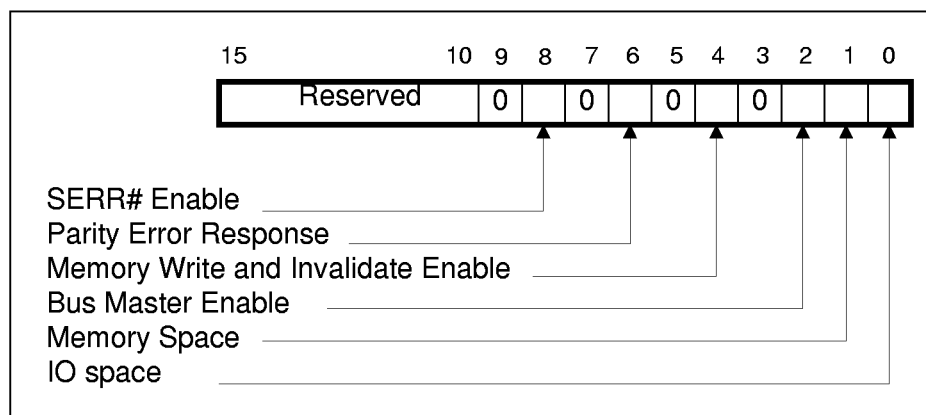 15 10 9 8 7 6 5 4 3 2 1 0
Reserved 0 0 0 0
SERR# Enable
Parity Error Response
Memory Write and Invalidate Enable
Bus Master Enable
Memory Space
IO space